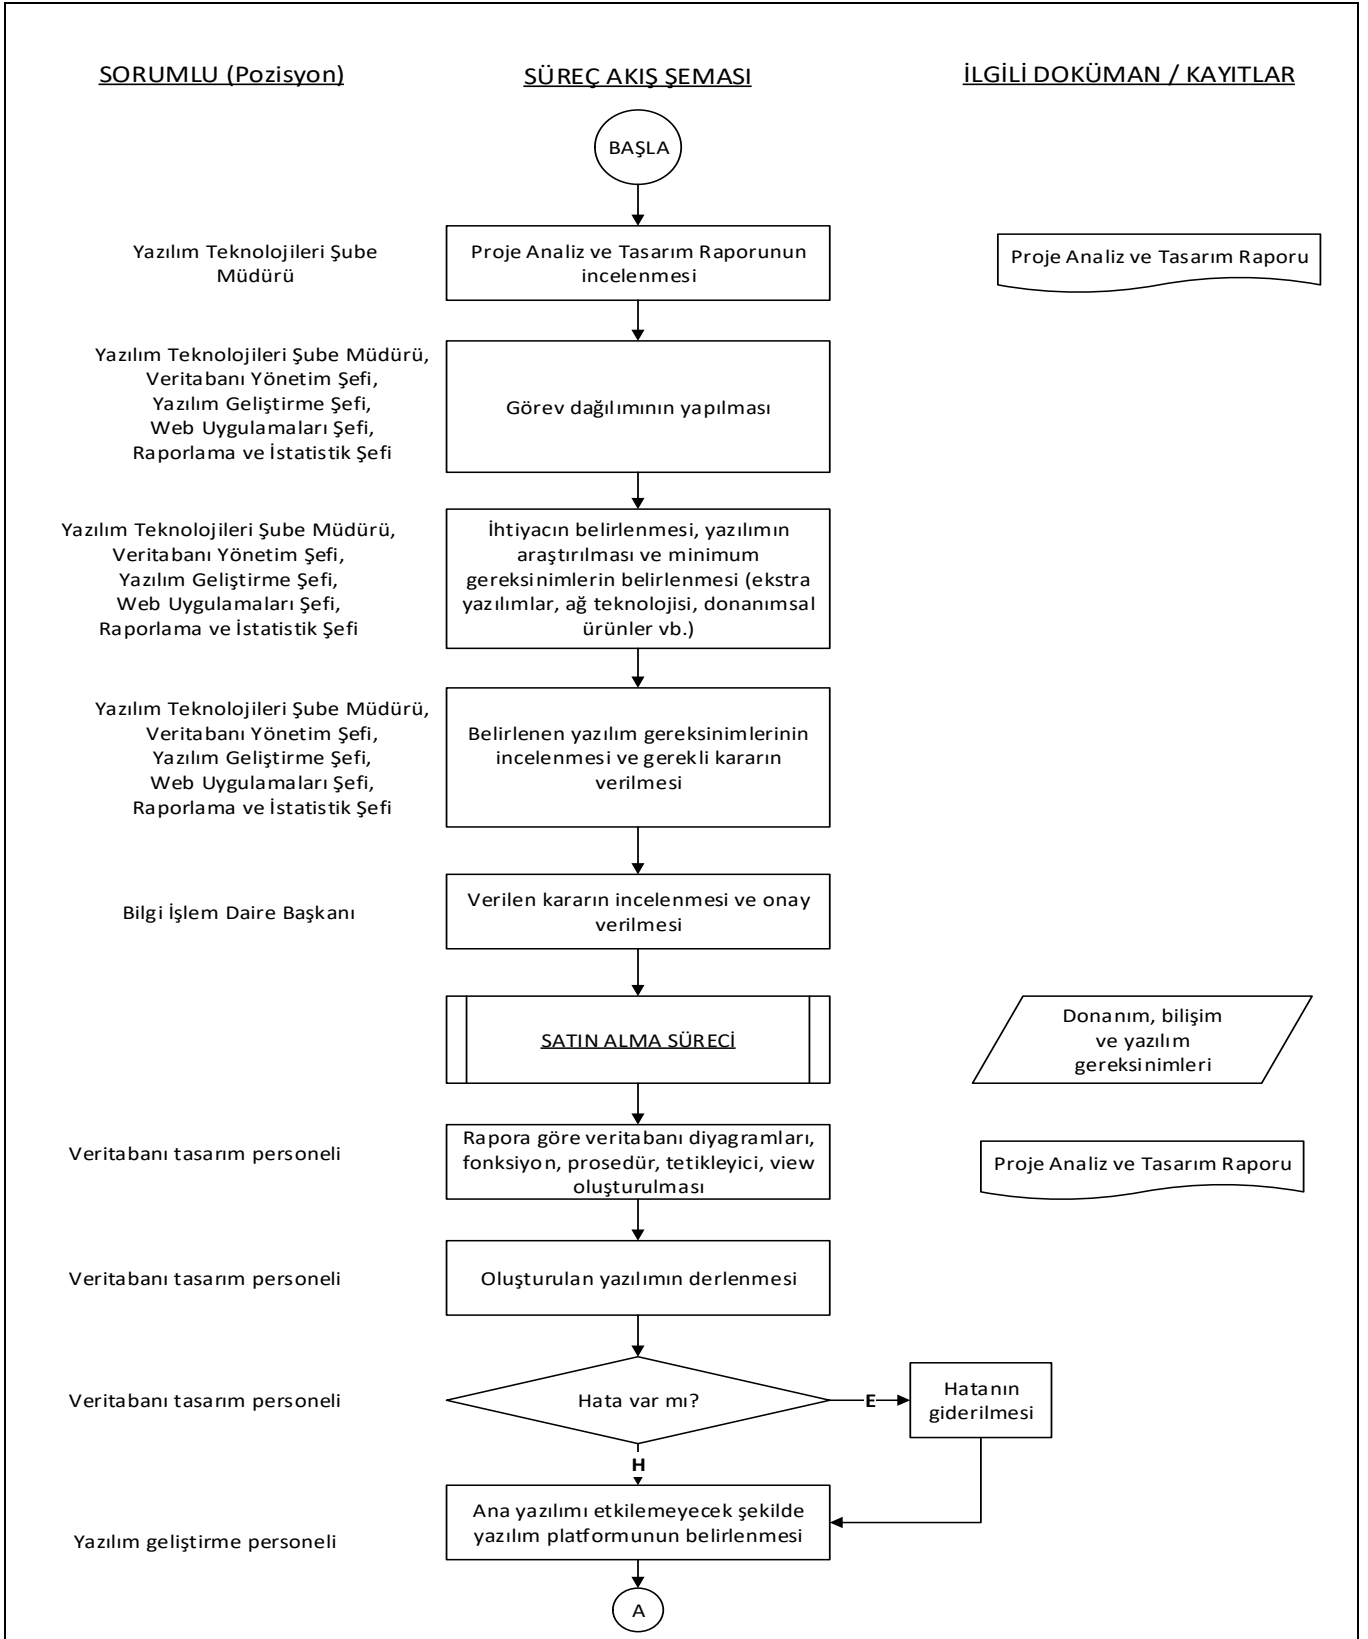 SORUMLU (Pozisyon)
SÜREÇ AKIŞ ŞEMASI
İLGİLİ DOKÜMAN / KAYITLAR
BAŞLA
Yazılım Teknolojileri Şube
Müdürü
Proje Analiz ve Tasarım Raporunun
incelenmesi
Proje Analiz ve Tasarım Raporu
Yazılım Teknolojileri Şube Müdürü,
Veritabanı Yönetim Şefi,
Yazılım Geliştirme Şefi,
Web Uygulamaları Şefi,
Raporlama ve İstatistik Şefi
Görev dağılımının yapılması
Yazılım Teknolojileri Şube Müdürü,
Veritabanı Yönetim Şefi,
Yazılım Geliştirme Şefi,
Web Uygulamaları Şefi,
Raporlama ve İstatistik Şefi
İhtiyacın belirlenmesi, yazılımın
araştırılması ve minimum
gereksinimlerin belirlenmesi (ekstra
yazılımlar, ağ teknolojisi, donanımsal
ürünler vb.)
Yazılım Teknolojileri Şube Müdürü,
Veritabanı Yönetim Şefi,
Yazılım Geliştirme Şefi,
Web Uygulamaları Şefi,
Raporlama ve İstatistik Şefi
Belirlenen yazılım gereksinimlerinin
incelenmesi ve gerekli kararın
verilmesi
Bilgi İşlem Daire Başkanı
Verilen kararın incelenmesi ve onay
verilmesi
SATIN ALMA SÜRECİ
Donanım, bilişim
ve yazılım
gereksinimleri
Veritabanı tasarım personeli
Rapora göre veritabanı diyagramları,
fonksiyon, prosedür, tetikleyici, view
oluşturulması
Proje Analiz ve Tasarım Raporu
Veritabanı tasarım personeli
Oluşturulan yazılımın derlenmesi
Veritabanı tasarım personeli
Hata var mı?
E
Hatanın
giderilmesi
H
Yazılım geliştirme personeli
Ana yazılımı etkilemeyecek şekilde
yazılım platformunun belirlenmesi
A